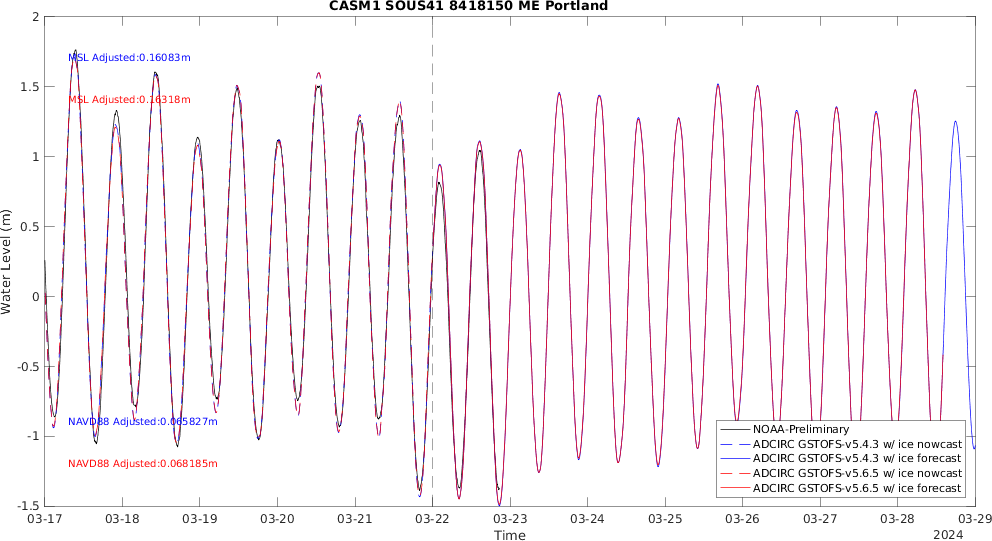 CASM1 SOUS41 8418150 ME Portland
Water Level (m)
2
1.5
1
0.5
0
-0.5
-1
-1.5
MSL Adjusted:0.16083m
MSL Adjusted:0.16318m
NAVD88 Adjusted:0.065827m
NAVD88 Adjusted:0.068185m
NOAA-Preliminary
ADCIRC GSTOFS-v5.4.3 w/ ice nowcast
ADCIRC GSTOFS-v5.4.3 w/ ice forecast
ADCIRC GSTOFS-v5.6.5 w/ ice nowcast
ADCIRC GSTOFS-v5.6.5 w/ ice forecast
03-17 03-18 03-19 03-20 03-21 03-22 03-23 03-24 03-25 03-26 03-27 03-28 03-29
Time
2024